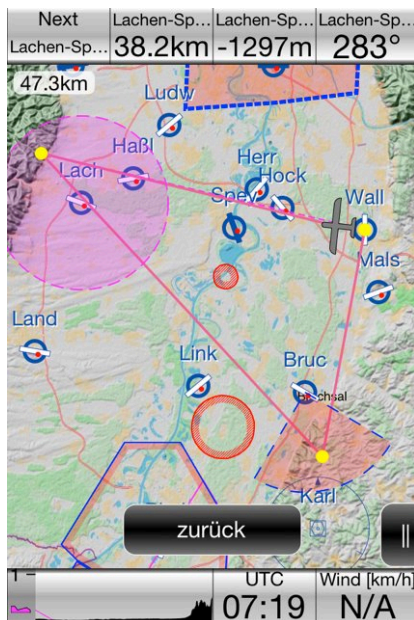 Next Lachen-Sp... Lachen-Sp... Lachen-Sp...
Lachen-Sp... 38.2km -1297m 283°
47.3km
Ludw
Haßl
Lach
Herr
Hock
Spey
Wall
Mals
Land
Link
Bruc
Karl
zurück
UTC Wind [km/h]
07:19 N/A